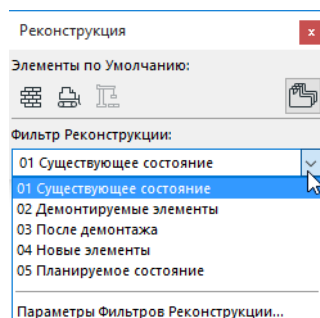 Реконструкция
Элементы по Умолчанию:
Фильтр Реконструкции:
01 Существующее состояние
01 Существующее состояние
02 Демонтируемые элементы
03 После демонтажа
04 Новые элементы
05 Планируемое состояние
Параметры Фильтров Реконструкции...